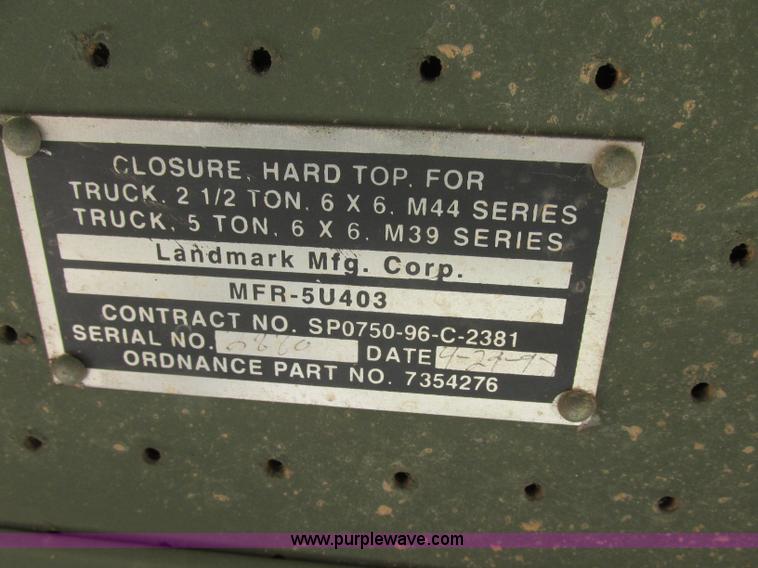 CLOSURE, HARD TOP, FOR
TRUCK, 2 1/2 TON, 6 X 6, M44 SERIES
TRUCK, 5 TON, 6 X 6, M39 SERIES
Landmark Mfg. Corp.
MFR-5U403
CONTRACT NO. SP0750-96-C-2381
SERIAL NO. DATE
ORDNANCE PART NO. 7354276
www.purplewave.com